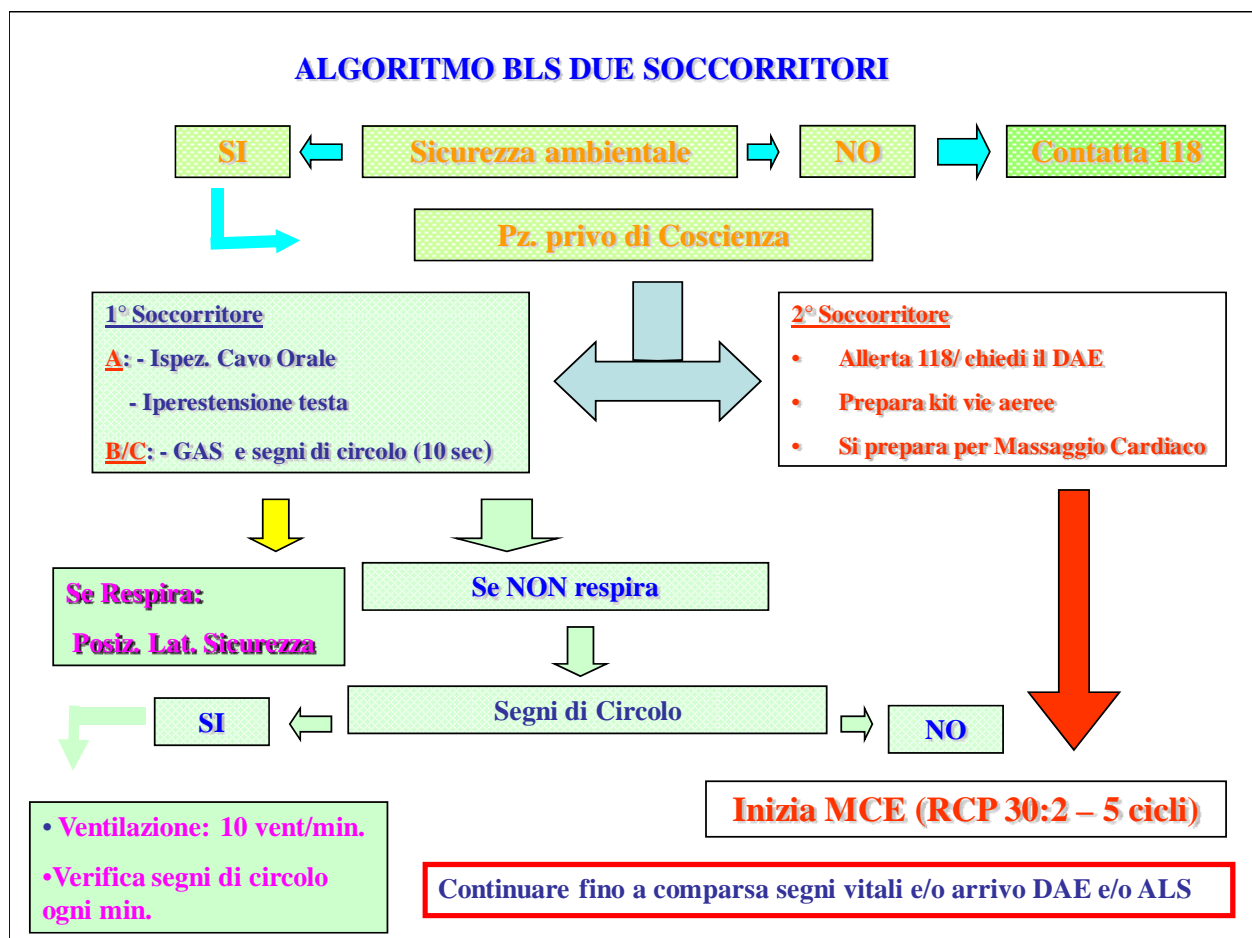 ALGORITMO BLS DUE SOCCORRITORI
SI
Sicurezza ambientale
NO
Contatta 118
Pz. privo di Coscienza
1° Soccorritore
A: - Ispez. Cavo Orale
- Iperestensione testa
B/C: - GAS e segni di circolo (10 sec)
2° Soccorritore
• Allerta 118/ chiedi il DAE
• Prepara kit vie aeree
• Si prepara per Massaggio Cardiaco
Se Respira:
Posiz. Lat. Sicurezza
Se NON respira
SI
Segni di Circolo
NO
• Ventilazione: 10 vent/min.
•Verifica segni di circolo
ogni min.
Inizia MCE (RCP 30:2 – 5 cicli)
Continuare fino a comparsa segni vitali e/o arrivo DAE e/o ALS